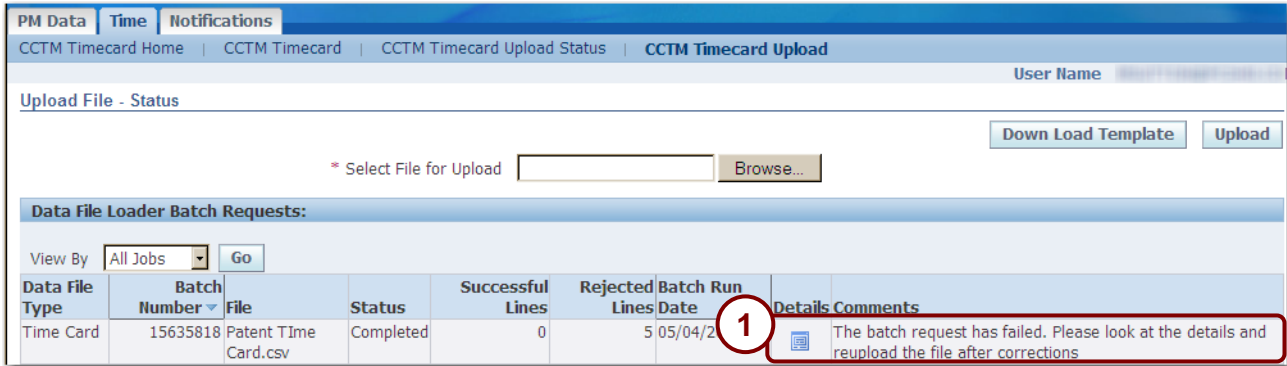 PM Data Time Notifications
CCTM Timecard Home | CCTM Timecard | CCTM Timecard Upload Status | CCTM Timecard Upload
User Name
Upload File - Status
Down Load Template Upload
* Select File for Upload Browse...
Data File Loader Batch Requests:
View By All Jobs Go
Data File Batch Successful Rejected Batch Run
Type Number File Status Lines Lines Date Details Comments
Time Card 15635818 Patent TIme Completed 0 5 05/04/2 1 The batch request has failed. Please look at the details and
Card.csv reupload the file after corrections